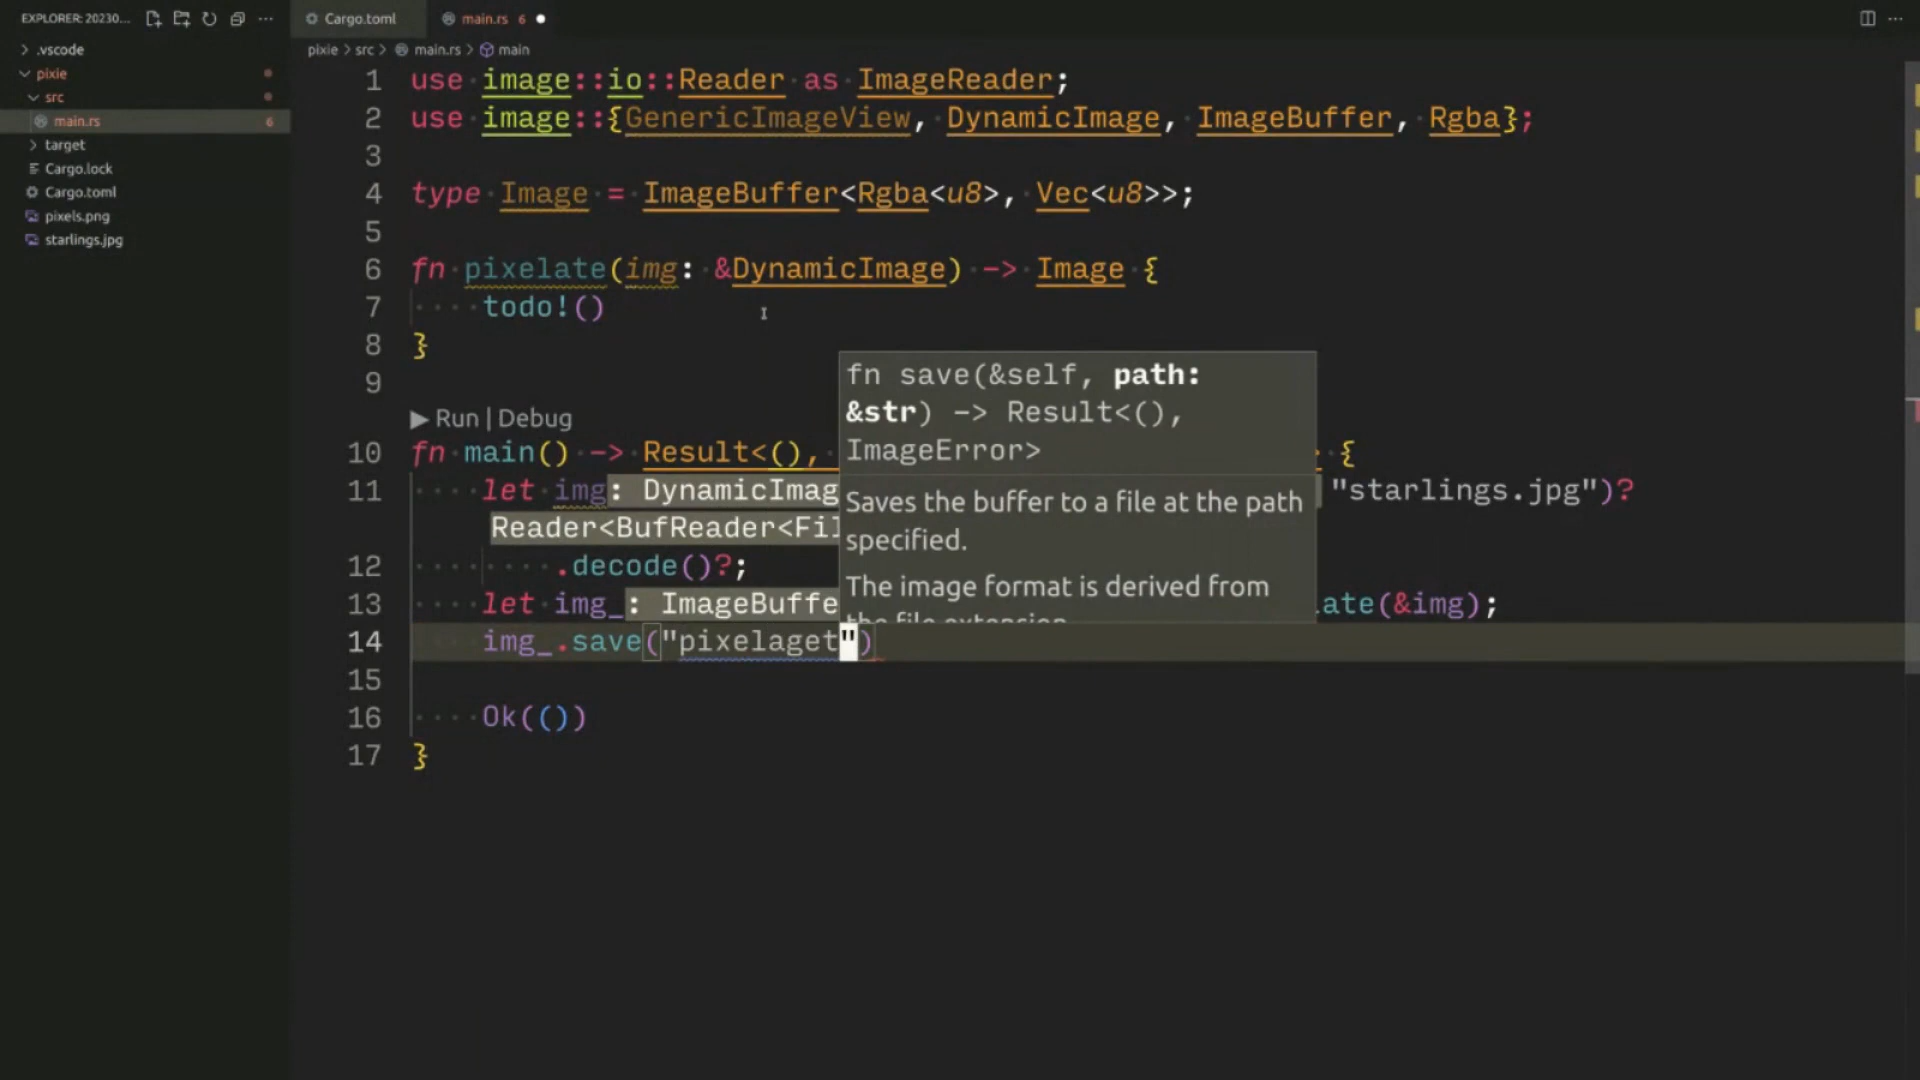 EXPLORER: 20230...
.vscode
pixie
src
main.rs 6
target
Cargo.lock
Cargo.toml
pixels.png
starlings.jpg
Cargo.toml main.rs 6
pixie > src > main.rs > main
1 use image::io::Reader as ImageReader;
2 use image::{GenericImageView, DynamicImage, ImageBuffer, Rgba};
3
4 type Image = ImageBuffer<Rgba<u8>, Vec<u8>>;
5
6 fn pixelate(img: &DynamicImage) -> Image {
7 todo!()
8 }
9
Run | Debug
10 fn main() -> Result<(), {
11 let img: DynamicImag "starlings.jpg")?
Reader<BufReader<Fil
12 .decode()?;
13 let img_: ImageBuffe ate(&img);
14 img_.save("pixelaget")
15
16 Ok(())
17 }
fn save(&self, path:
&str) -> Result<(),
ImageError>
Saves the buffer to a file at the path
specified.
The image format is derived from
the file extension.